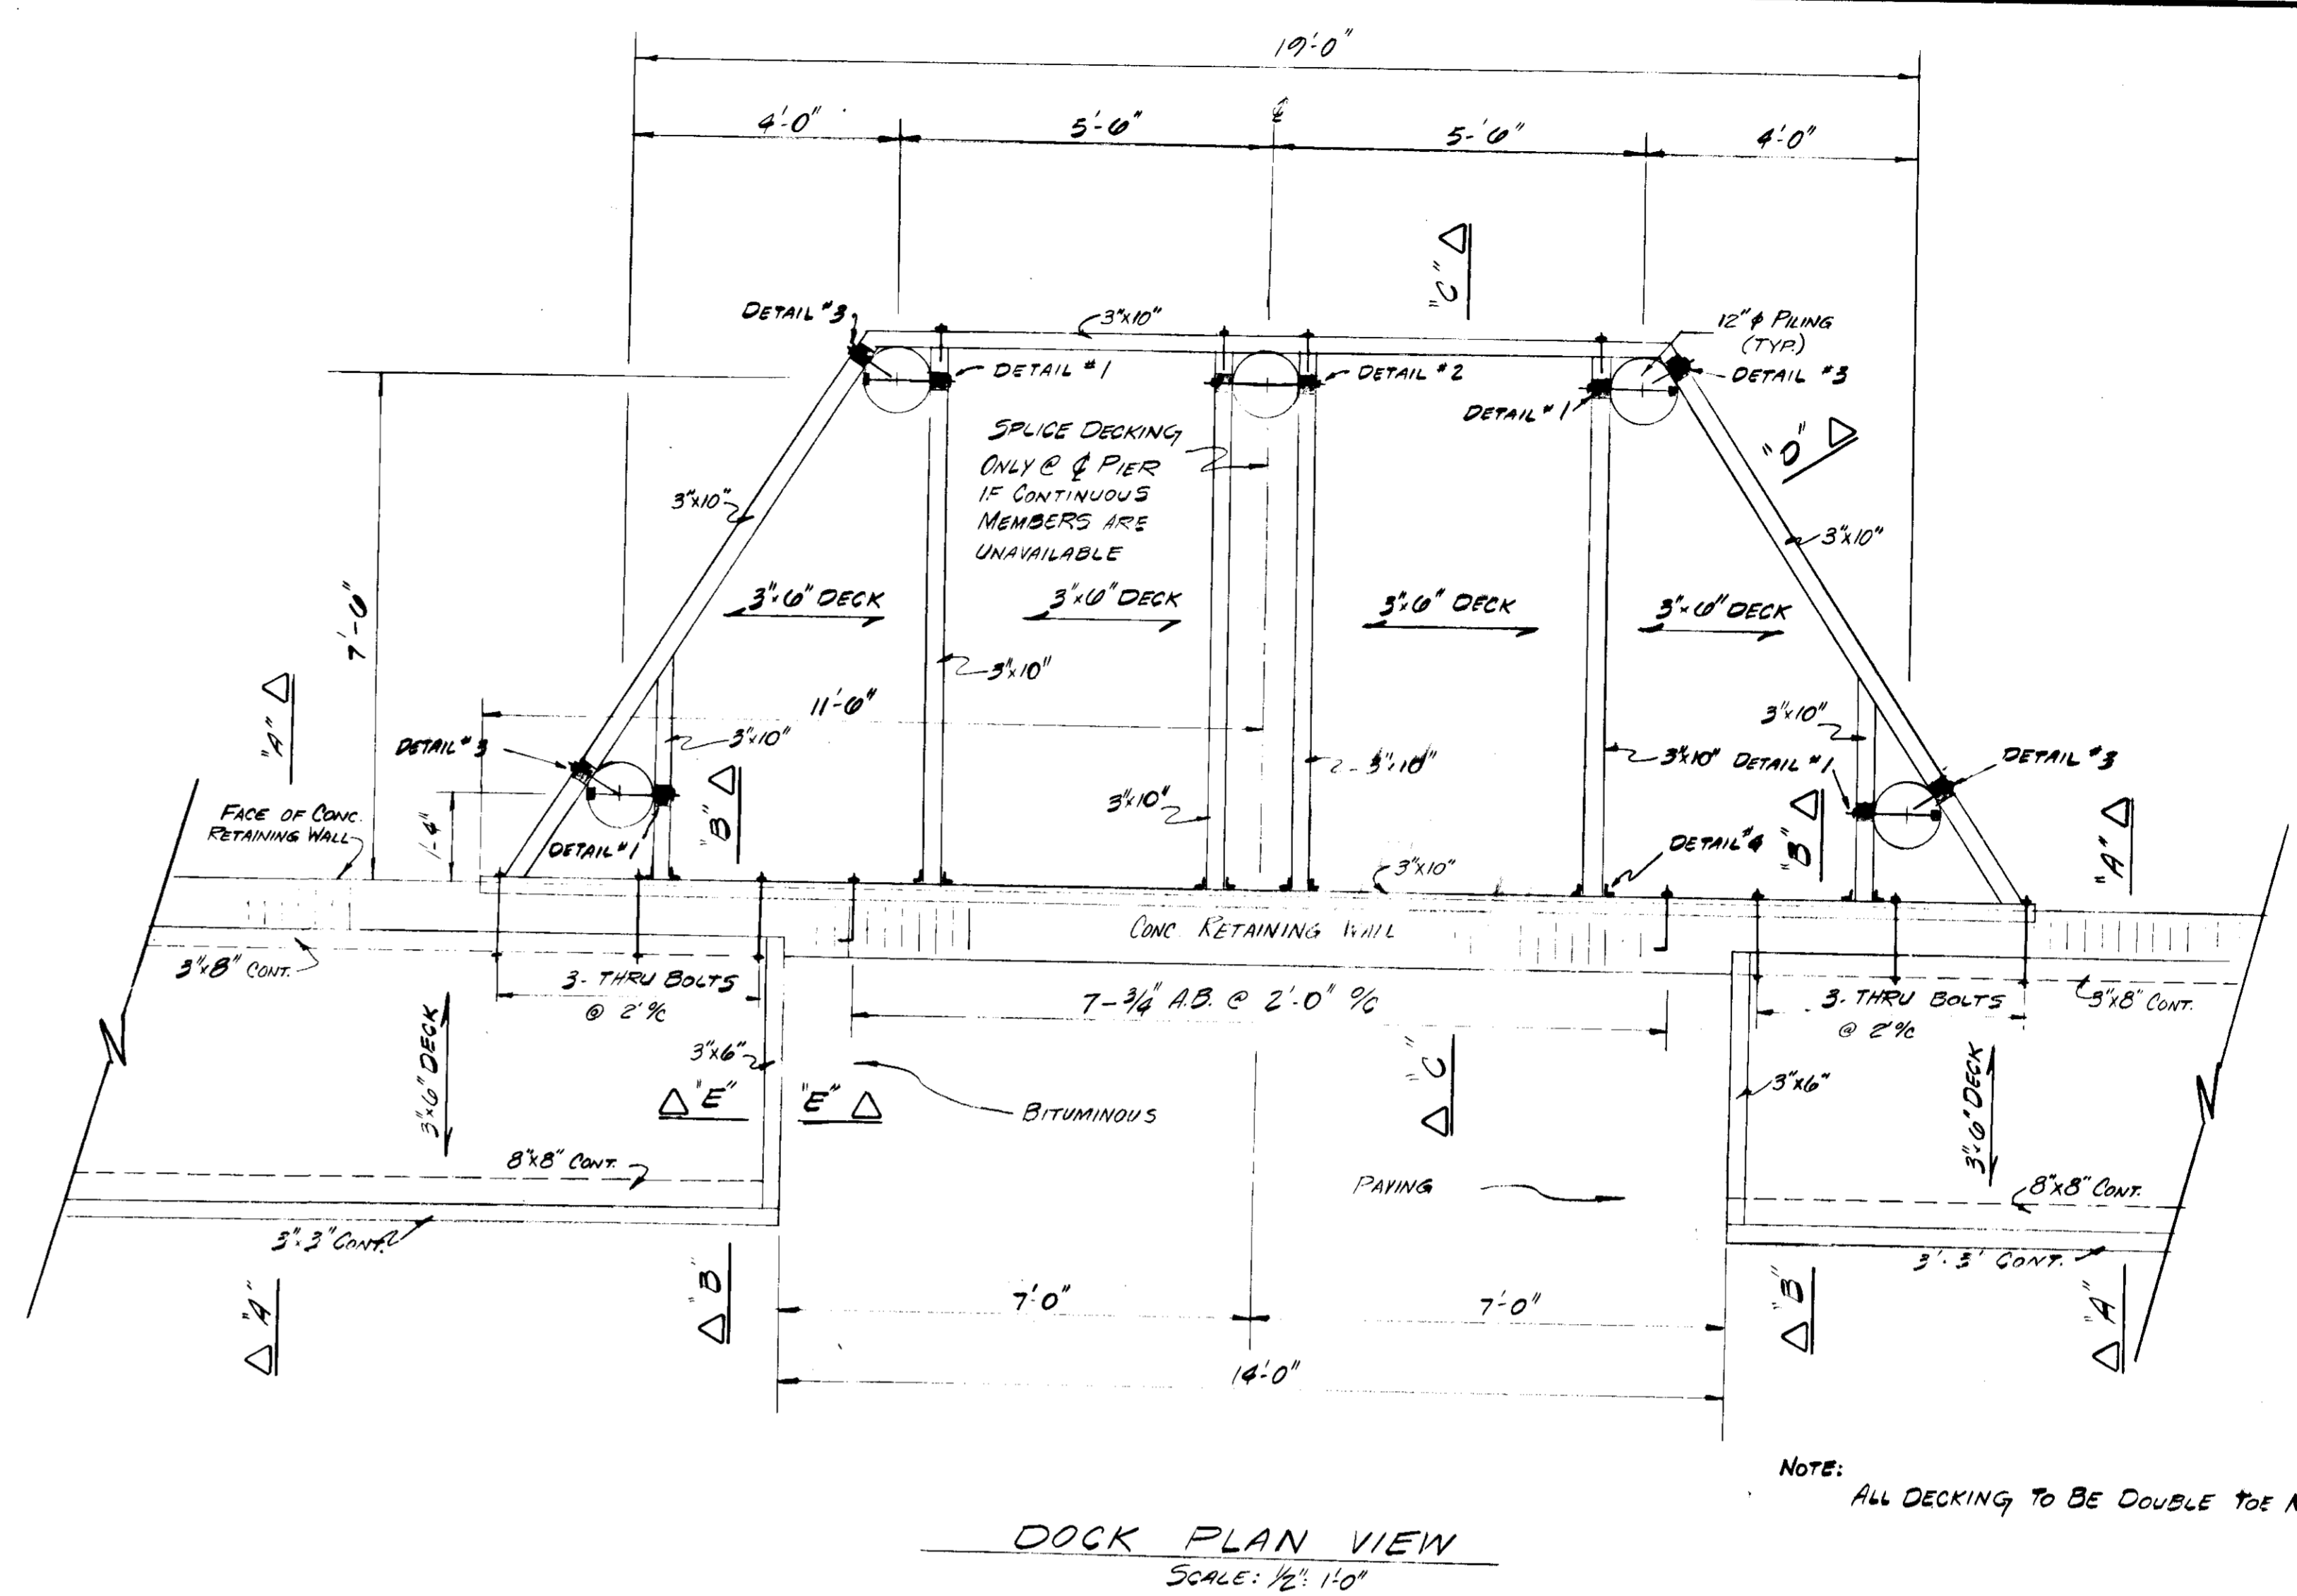 19'-0"
4'-0"
5'-6"
℄
5'-6"
4'-0"
"C"
DETAIL #3
3"x10"
12" ϕ PILING
(TYP.)
DETAIL #1
DETAIL #2
DETAIL #3
DETAIL #1
SPLICE DECKING
ONLY @ ℄ PIER
IF CONTINUOUS
MEMBERS ARE
UNAVAILABLE
"D"
3"x10"
3"x10"
7'-6"
3"x6" DECK
3"x6" DECK
3"x6" DECK
3"x6" DECK
3"x10"
"A"
11'-6"
3"x10"
3"x10"
DETAIL #3
3"x10"
3"x10"
DETAIL #1
DETAIL #3
"B"
3"x10"
FACE OF CONC.
RETAINING WALL
1'-4"
DETAIL #1
DETAIL #4
"B"
"A"
3"x10"
CONC. RETAINING WALL
3"x8" CONT.
3- THRU BOLTS
@ 2' o/c
7-3/4" A.B. @ 2'-0" o/c
3- THRU BOLTS
@ 2' o/c
3"x8" CONT.
3"x6" DECK
3"x6"
"E"
"E"
BITUMINOUS
"C"
3"x6"
3"x6" DECK
8"x8" CONT.
PAVING
8"x8" CONT.
3"x3" CONT.
3"x3" CONT.
"A"
"B"
7'-0"
7'-0"
"B"
"A"
14'-0"
NOTE:
ALL DECKING TO BE DOUBLE TOE
DOCK PLAN VIEW
SCALE: 1/2": 1'-0"